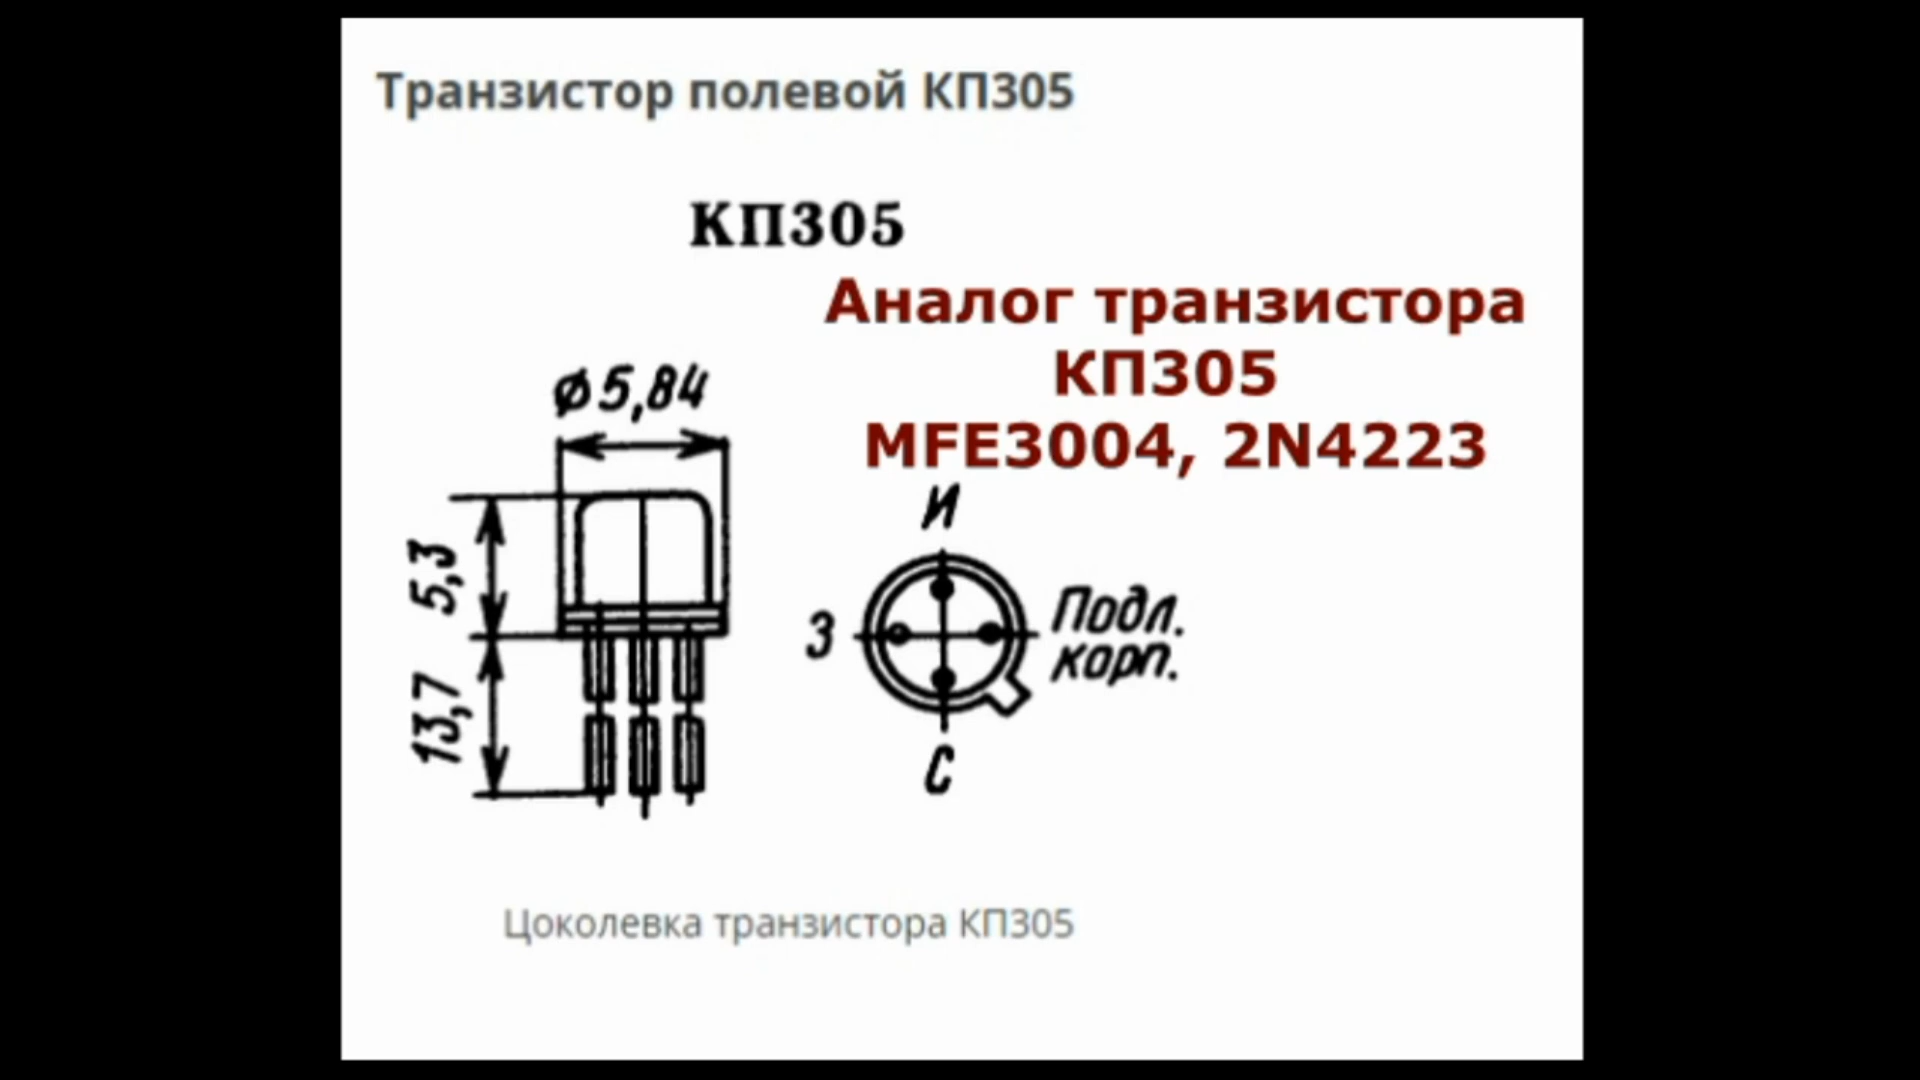 Транзистор полевой КП305
КП305
Аналог транзистора
КП305
MFE3004, 2N4223
ϕ5,84
5,3
13,7
И
З
Подл.
корп.
С
Цоколевка транзистора КП305